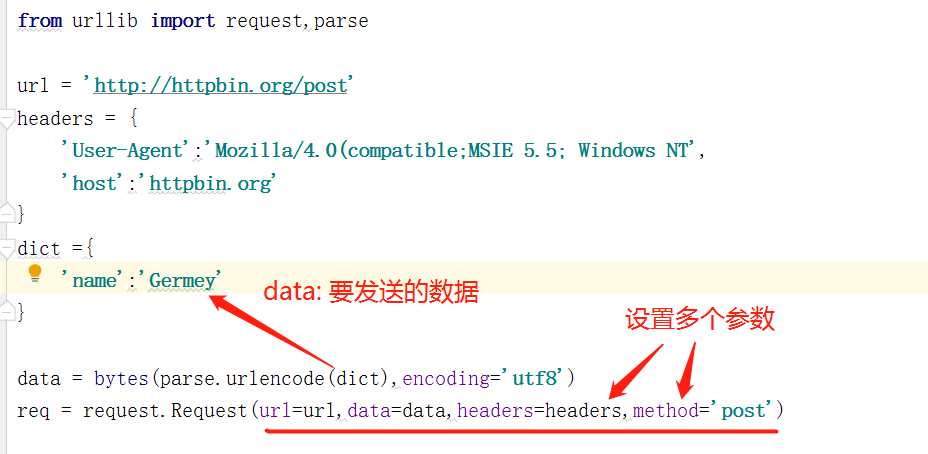 from urllib import request,parse
url = 'http://httpbin.org/post'
headers = {
'User-Agent':'Mozilla/4.0(compatible;MSIE 5.5; Windows NT',
'host':'httpbin.org'
}
dict ={
'name':'Germey'
data: 要发送的数据
}
设置多个参数
data = bytes(parse.urlencode(dict),encoding='utf8')
req = request.Request(url=url,data=data,headers=headers,method='post')